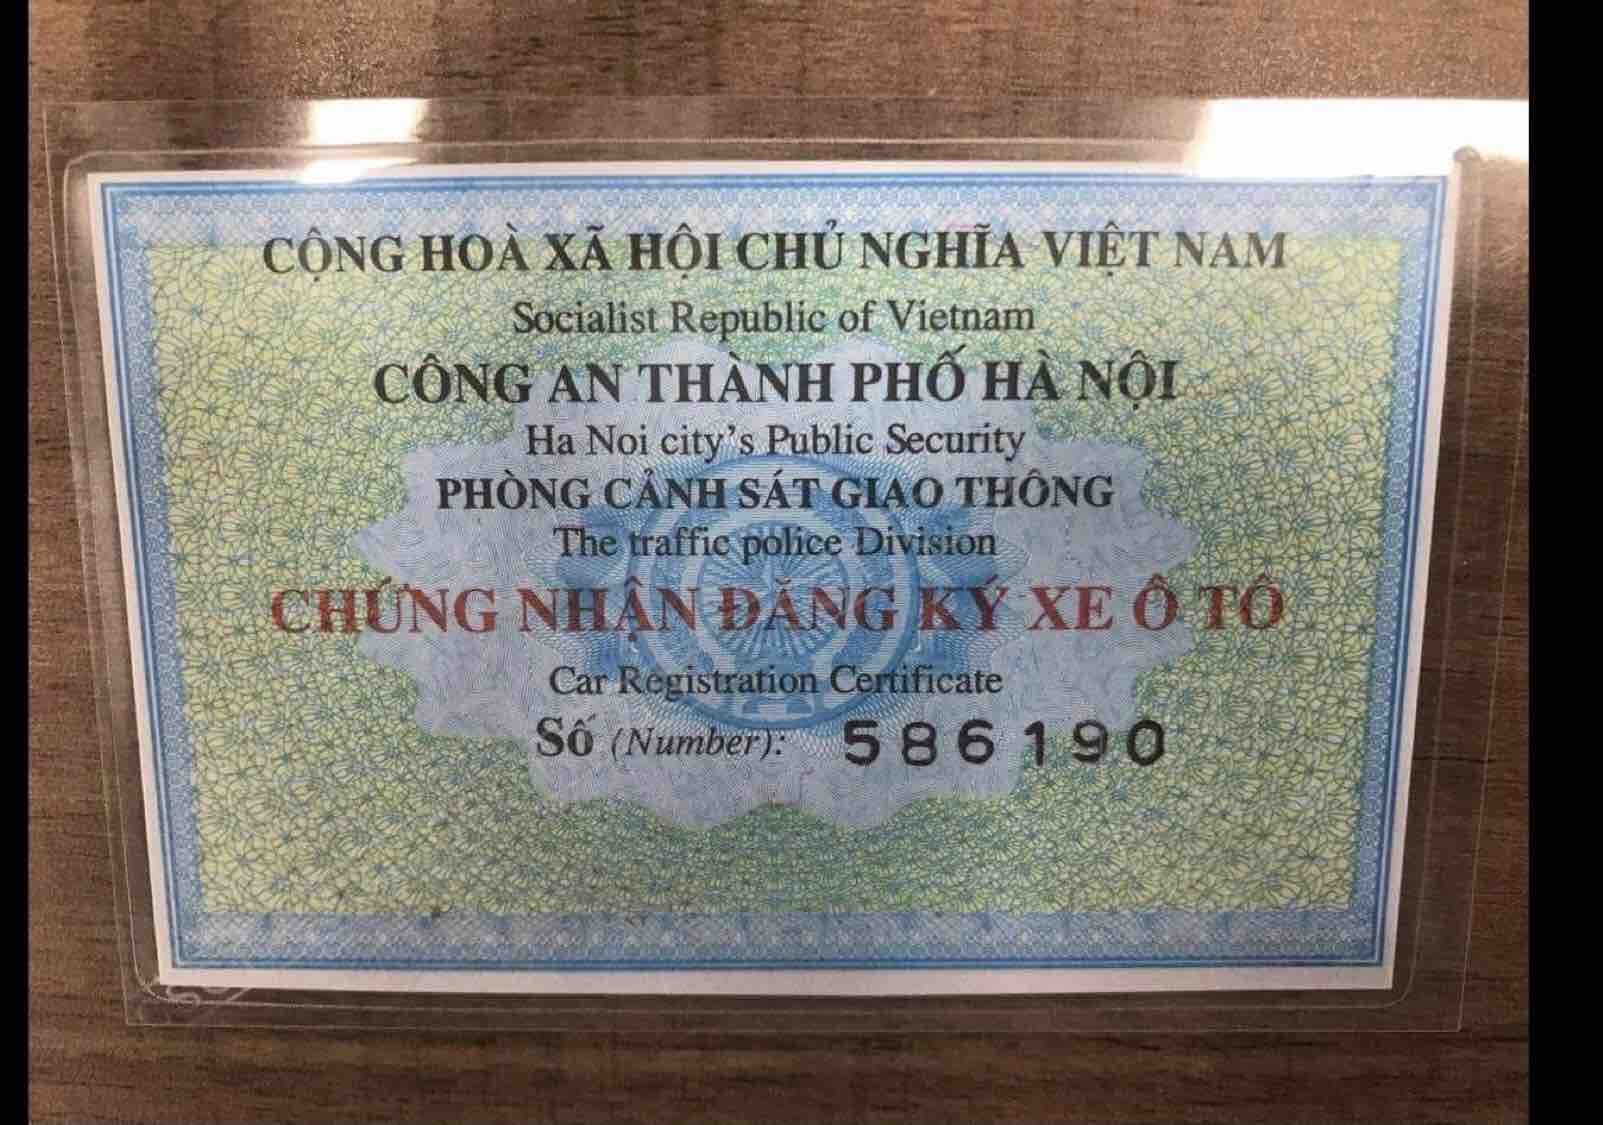 CỘNG HOÀ XÃ HỘI CHỦ NGHĨA VIỆT NAM
Socialist Republic of Vietnam
CÔNG AN THÀNH PHỐ HÀ NỘI
Ha Noi city's Public Security
PHÒNG CẢNH SÁT GIAO THÔNG
The traffic police Division
CHỨNG NHẬN ĐĂNG KÝ XE Ô TÔ
Car Registration Certificate
Số (Number): 586190